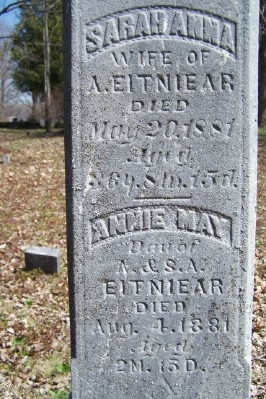 SARAH ANNA
WIFE OF
A. EITNIEAR
DIED
May 20, 1881
Aged
8m. 15d.
ANNIE MAY
Dau of
A. & S. A.
EITNIEAR
DIED
Aug. 4, 1881
Aged
2M. 15D.